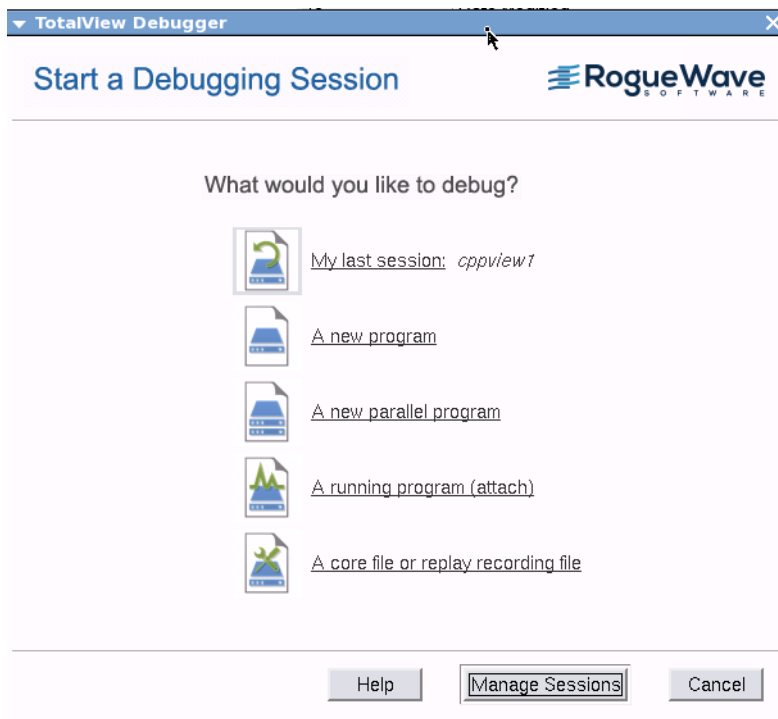 TotalView Debugger
Start a Debugging Session
RogueWave
SOFTWARE
What would you like to debug?
My last session: cppview1
A new program
A new parallel program
A running program (attach)
A core file or replay recording file
Help Manage Sessions Cancel